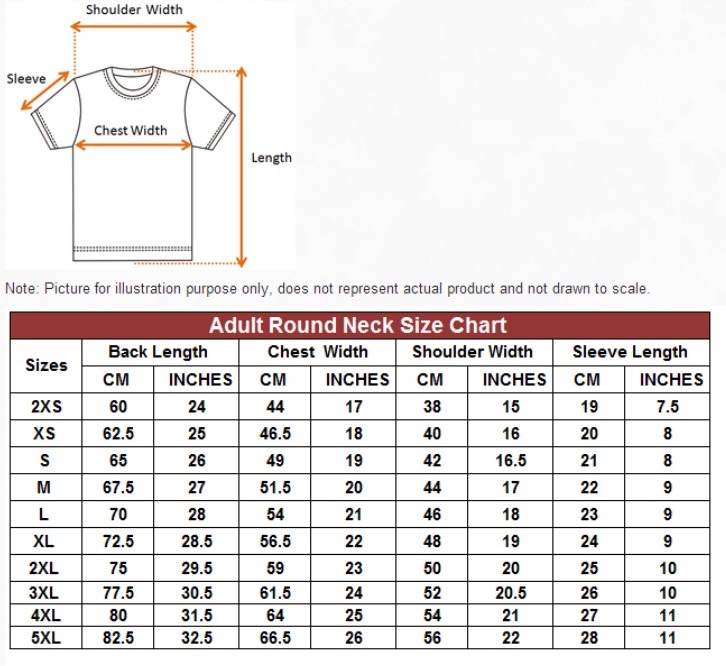 Shoulder Width
Sleeve
Chest Width
Length
Note: Picture for illustration purpose only, does not represent actual product and not drawn to scale.
Adult Round Neck Size Chart
Sizes Back Length Chest Width Shoulder Width Sleeve Length
CM INCHES CM INCHES CM INCHES CM INCHES
2XS 60 24 44 17 38 15 19 7.5
XS 62.5 25 46.5 18 40 16 20 8
S 65 26 49 19 42 16.5 21 8
M 67.5 27 51.5 20 44 17 22 9
L 70 28 54 21 46 18 23 9
XL 72.5 28.5 56.5 22 48 19 24 9
2XL 75 29.5 59 23 50 20 25 10
3XL 77.5 30.5 61.5 24 52 20.5 26 10
4XL 80 31.5 64 25 54 21 27 11
5XL 82.5 32.5 66.5 26 56 22 28 11